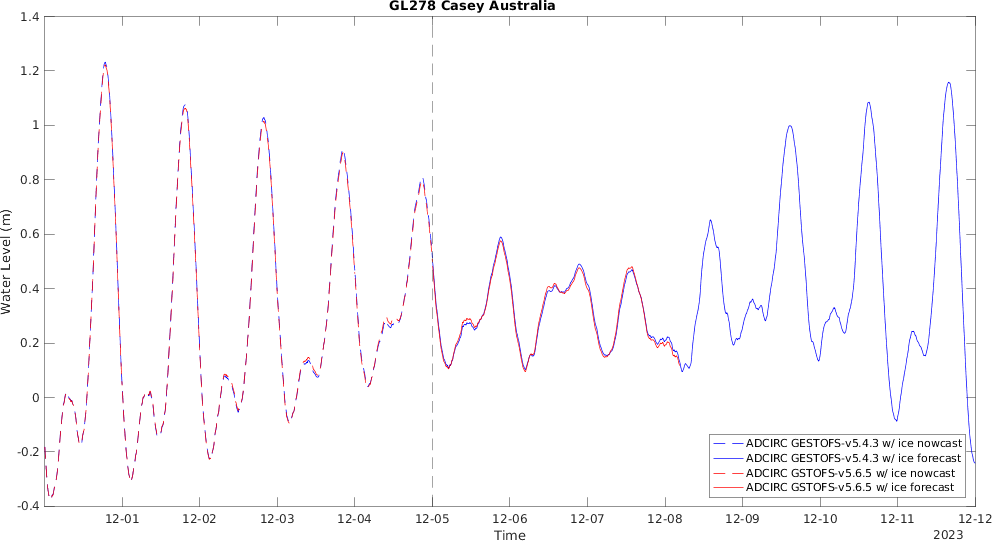 GL278 Casey Australia
1.4
1.2
1
0.8
0.6
0.4
0.2
0
-0.2
-0.4
Water Level (m)
ADCIRC GESTOFS-v5.4.3 w/ ice nowcast
ADCIRC GESTOFS-v5.4.3 w/ ice forecast
ADCIRC GSTOFS-v5.6.5 w/ ice nowcast
ADCIRC GSTOFS-v5.6.5 w/ ice forecast
12-01 12-02 12-03 12-04 12-05 12-06 12-07 12-08 12-09 12-10 12-11 12-12
Time
2023